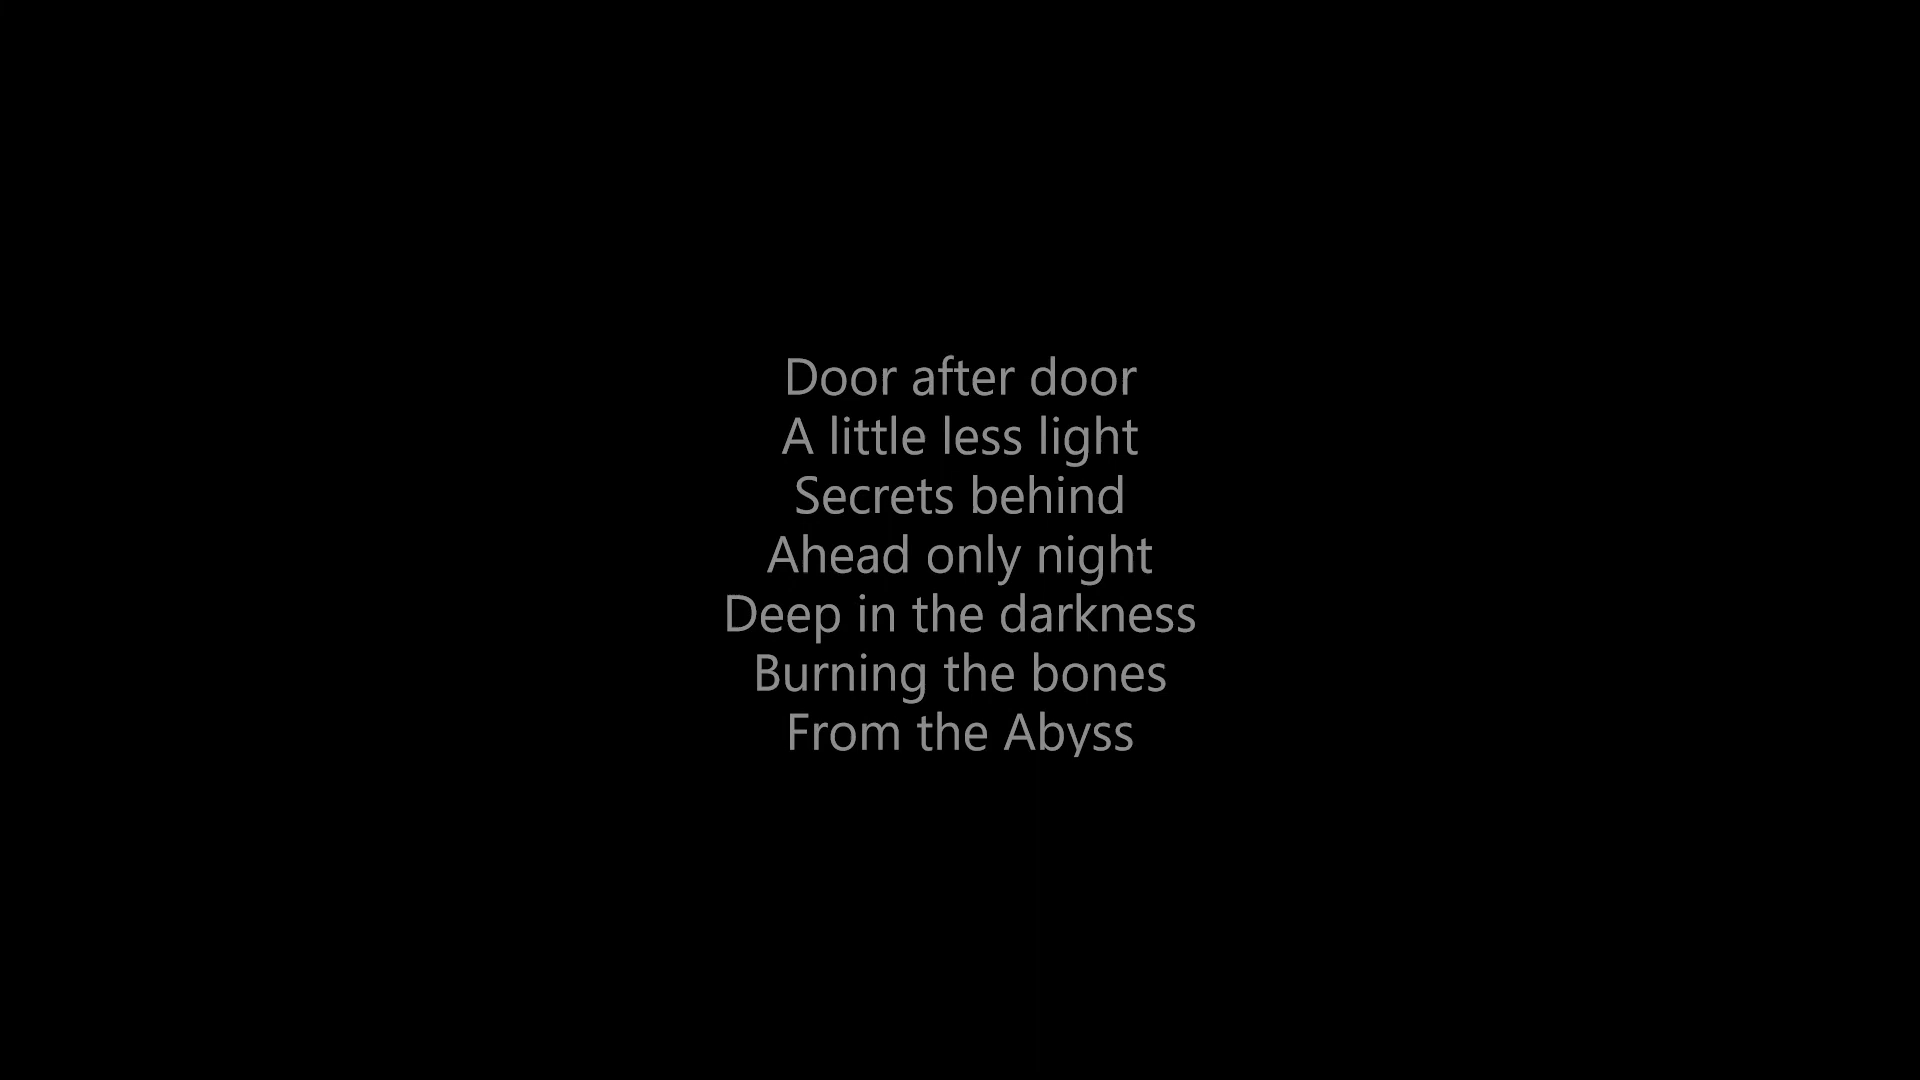 Door after door
A little less light
Secrets behind
Ahead only night
Deep in the darkness
Burning the bones
From the Abyss